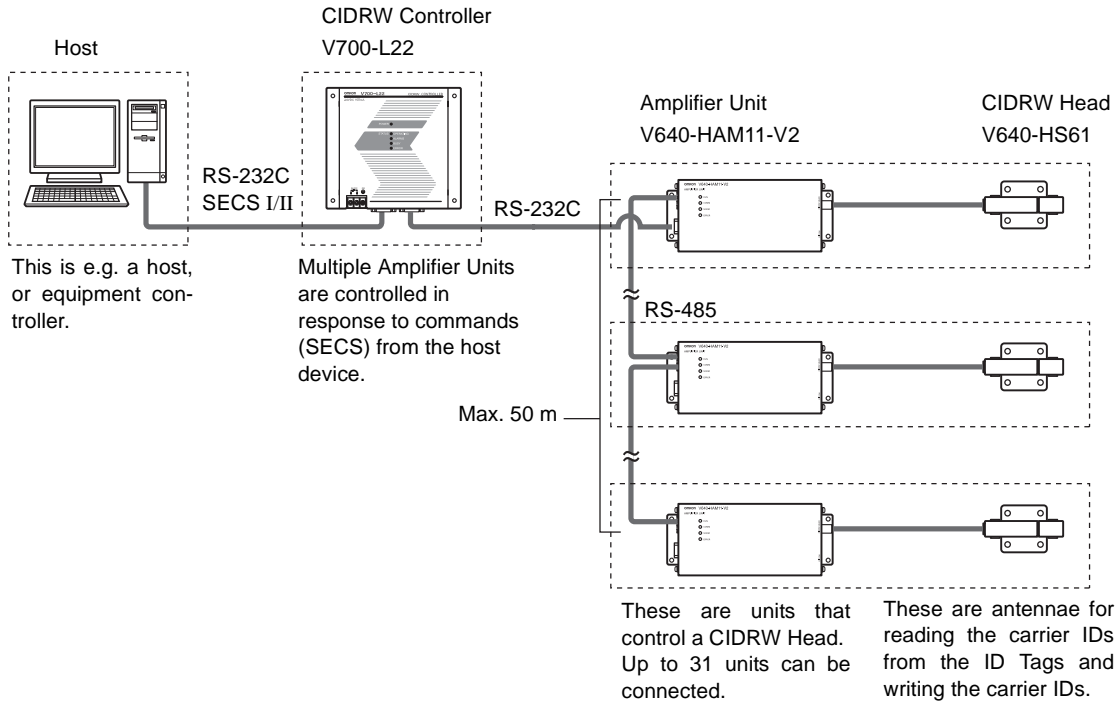 CIDRW Controller
Host
V700-L22
Amplifier Unit
CIDRW Head
V640-HAM11-V2
V640-HS61
RS-232C
SECS I/II
RS-232C
This is e.g. a host,
or equipment con-
troller.
Multiple Amplifier Units
are controlled in
response to commands
(SECS) from the host
device.
RS-485
Max. 50 m
These are units that
control a CIDRW Head.
Up to 31 units can be
connected.
These are antennae for
reading the carrier IDs
from the ID Tags and
writing the carrier IDs.